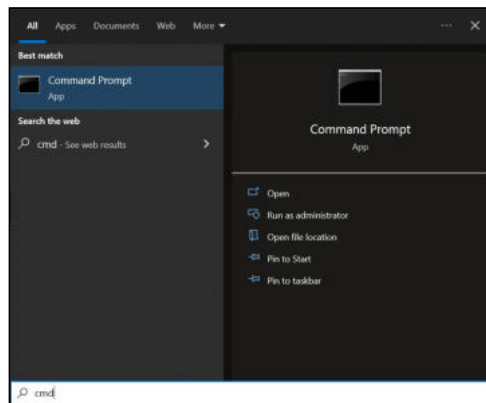 All Apps Documents Web More
Best match
Command Prompt
App
Search the web
cmd - See web results
Command Prompt
App
Open
Run as administrator
Open file location
Pin to Start
Pin to taskbar
cmd